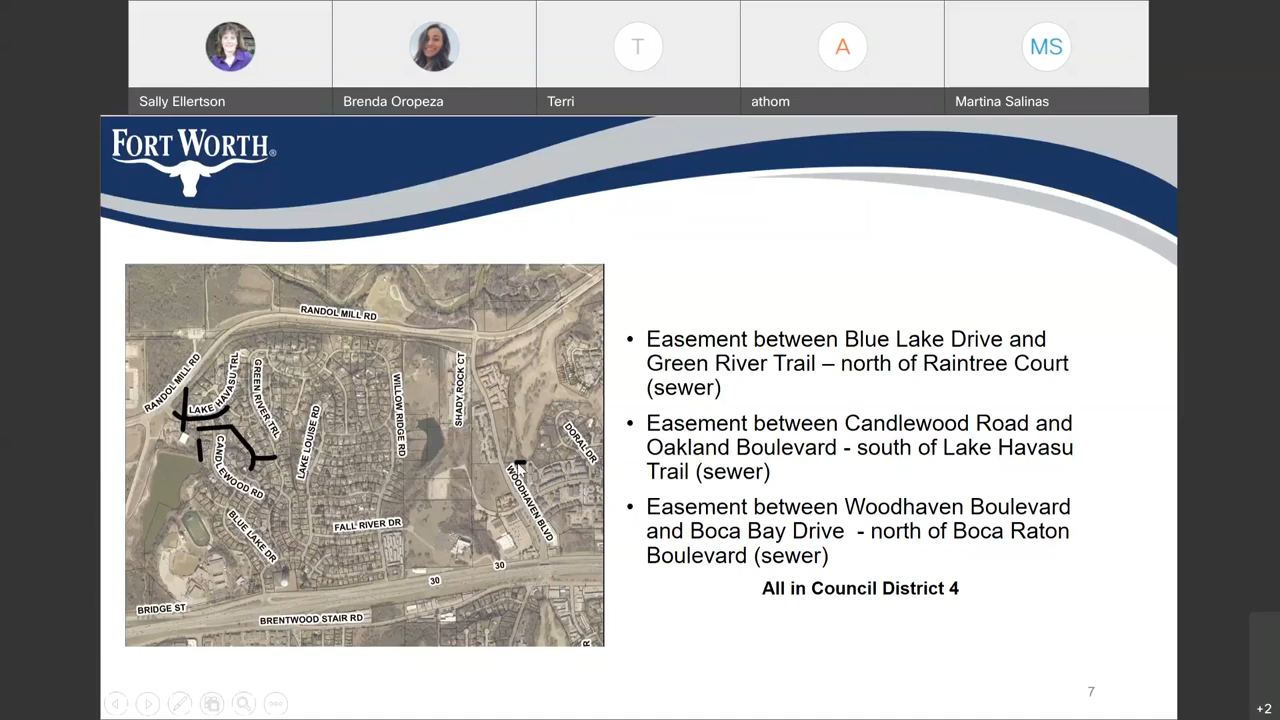 T
A
MS
Sally Ellertson
Brenda Oropeza
Terri
athom
Martina Salinas
FORT WORTH®
RANDOL MILL RD
RANDOL MILL RD
LAKE HAVASU TRL
GREEN RIVER TRL
LAKE LOUISE RD
WILLOW RIDGE RD
SHADY ROCK CT
DORAL DR
CANDLEWOOD RD
WOODHAVEN BLVD
BLUE LAKE DR
FALL RIVER DR
30
30
BRIDGE ST
BRENTWOOD STAIR RD
R
• Easement between Blue Lake Drive and
Green River Trail – north of Raintree Court
(sewer)
• Easement between Candlewood Road and
Oakland Boulevard - south of Lake Havasu
Trail (sewer)
• Easement between Woodhaven Boulevard
and Boca Bay Drive - north of Boca Raton
Boulevard (sewer)
All in Council District 4
7
+2